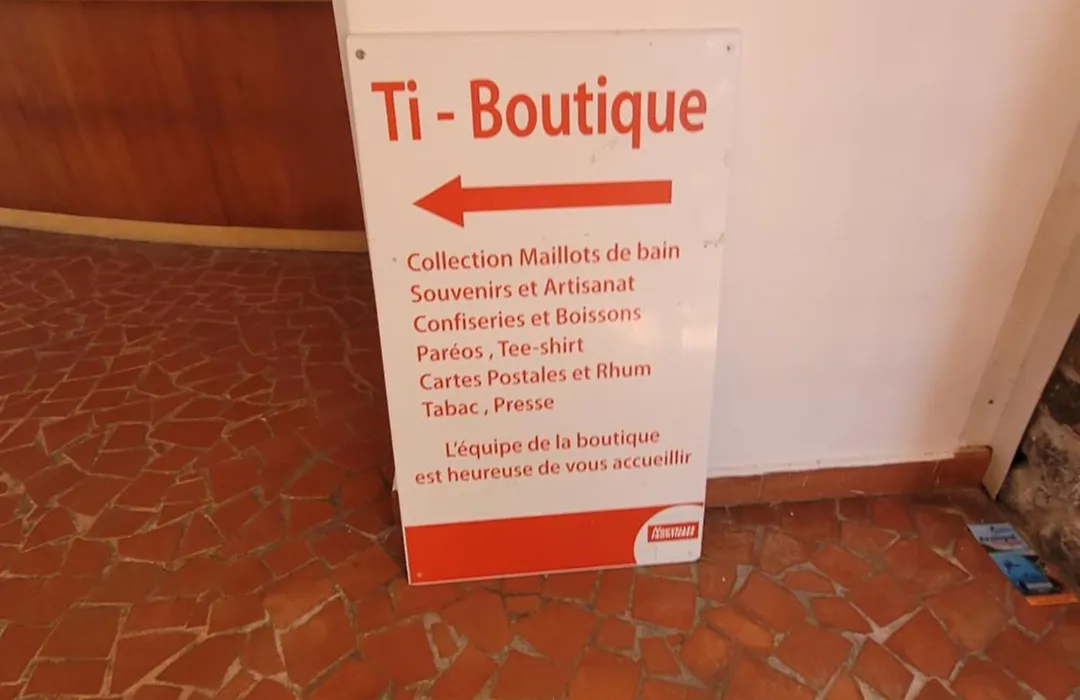 Ti - Boutique
Collection Maillots de bain
Souvenirs et Artisanat
Confiseries et Boissons
Paréos , Tee-shirt
Cartes Postales et Rhum
Tabac , Presse
L'équipe de la boutique
est heureuse de vous accueillir